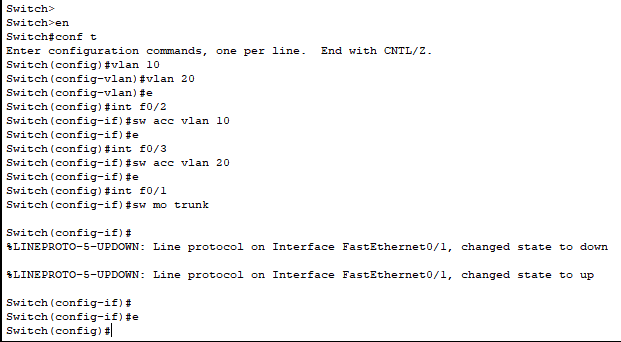 Switch>
Switch>en
Switch#conf t
Enter configuration commands, one per line.  End with CNTL/Z.
Switch(config)#vlan 10
Switch(config-vlan)#vlan 20
Switch(config-vlan)#e
Switch(config)#int f0/2
Switch(config-if)#sw acc vlan 10
Switch(config-if)#e
Switch(config)#int f0/3
Switch(config-if)#sw acc vlan 20
Switch(config-if)#e
Switch(config)#int f0/1
Switch(config-if)#sw mo trunk
Switch(config-if)#
%LINEPROTO-5-UPDOWN: Line protocol on Interface FastEthernet0/1, changed state to down
%LINEPROTO-5-UPDOWN: Line protocol on Interface FastEthernet0/1, changed state to up
Switch(config-if)#
Switch(config-if)#e
Switch(config)#